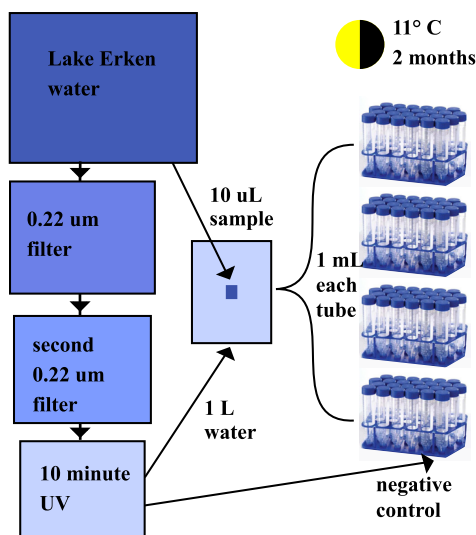 Lake Erken
water
11° C
2 months
0.22 um
filter
10 uL
sample
1 mL
each
tube
second
0.22 um
filter
1 L
water
10 minute
UV
negative
control